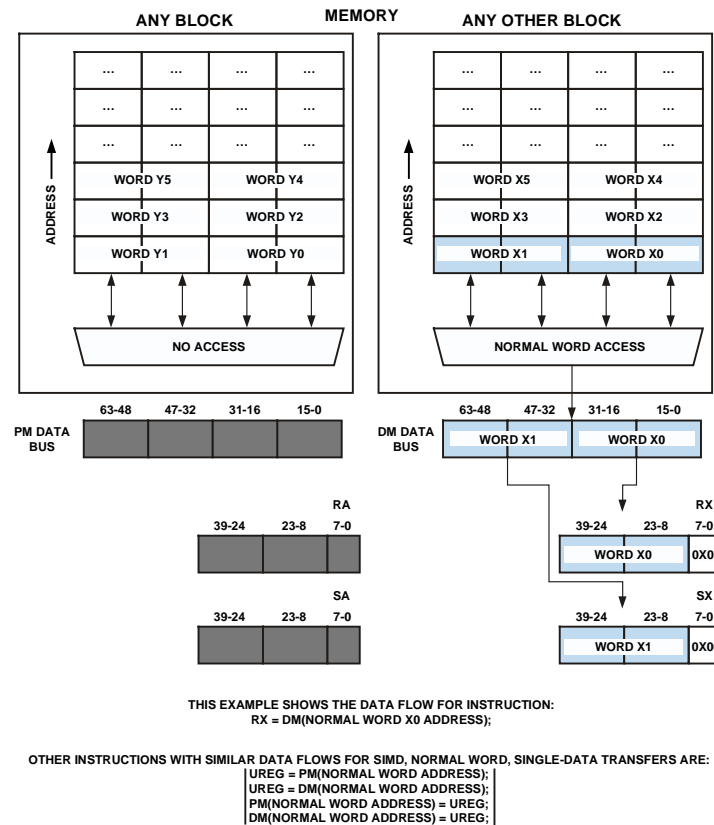 MEMORY
ANY BLOCK
ANY OTHER BLOCK
... ... ... ...
... ... ... ...
... ... ... ...
WORD Y5 WORD Y4
WORD Y3 WORD Y2
WORD Y1 WORD Y0
ADDRESS
NO ACCESS
... ... ... ...
... ... ... ...
... ... ... ...
WORD X5 WORD X4
WORD X3 WORD X2
WORD X1 WORD X0
ADDRESS
NORMAL WORD ACCESS
63-48 47-32 31-16 15-0
PM DATA
BUS
63-48 47-32 31-16 15-0
DM DATA
BUS
WORD X1 WORD X0
RA
39-24 23-8 7-0
RX
39-24 23-8 7-0
WORD X0 0X0
SA
39-24 23-8 7-0
SX
39-24 23-8 7-0
WORD X1 0X0
THIS EXAMPLE SHOWS THE DATA FLOW FOR INSTRUCTION:
RX = DM(NORMAL WORD X0 ADDRESS);
OTHER INSTRUCTIONS WITH SIMILAR DATA FLOWS FOR SIMD, NORMAL WORD, SINGLE-DATA TRANSFERS ARE:
UREG = PM(NORMAL WORD ADDRESS);
UREG = DM(NORMAL WORD ADDRESS);
PM(NORMAL WORD ADDRESS) = UREG;
DM(NORMAL WORD ADDRESS) = UREG;